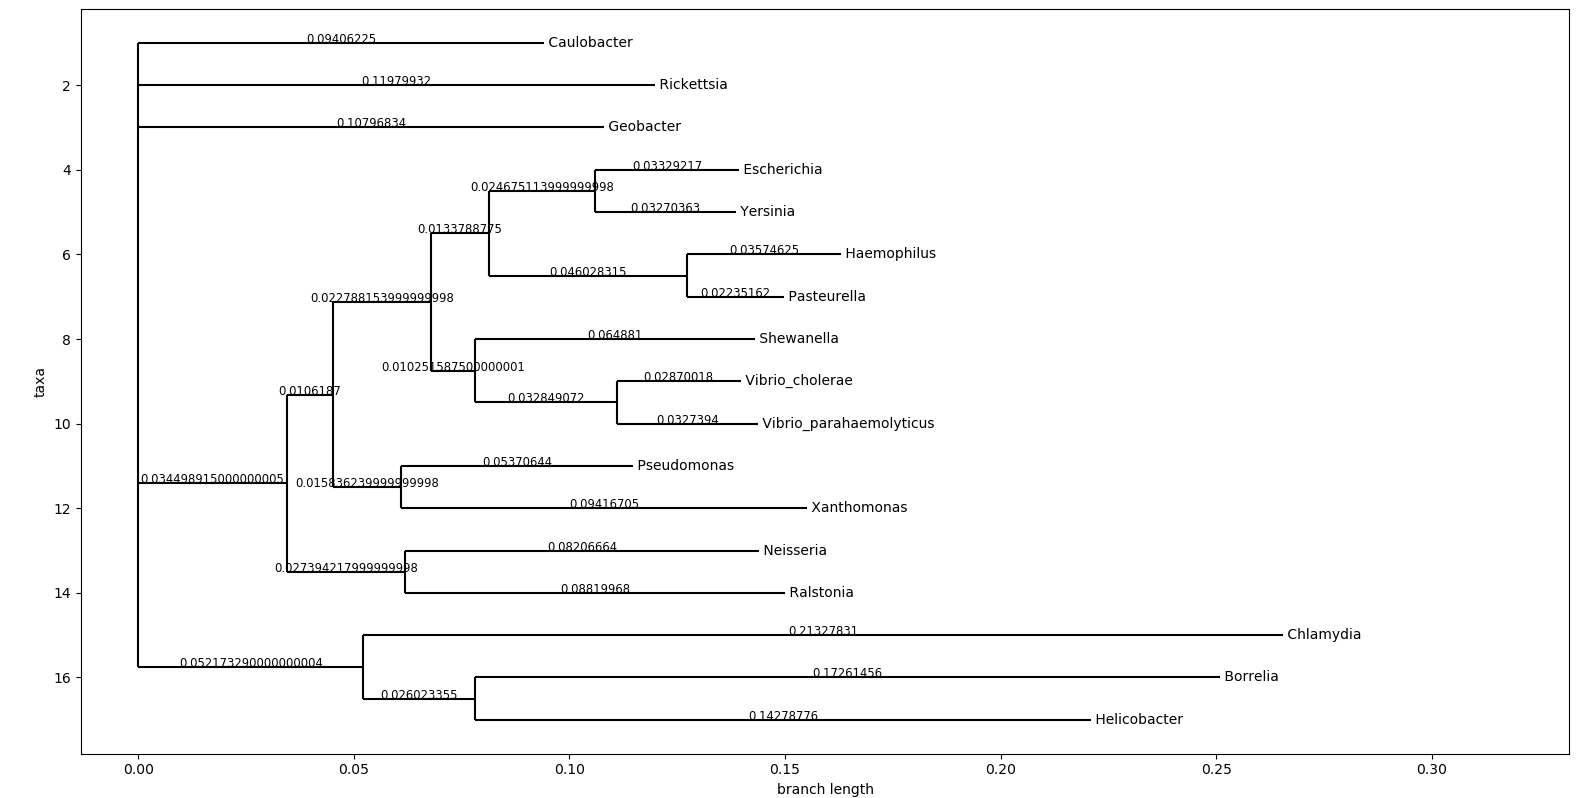 0.09406225 Caulobacter
2 0.11979932 Rickettsia
0.10796834 Geobacter
4 0.03329217 Escherichia
0.024675113999999998
0.03270363 Yersinia
0.0133788775
6 0.03574625 Haemophilus
0.046028315
0.02235162 Pasteurella
0.022788153999999998
8 0.064881 Shewanella
0.010251587500000001
0.02870018 Vibrio_cholerae
taxa
0.0106187 0.032849072
10 0.0327394 Vibrio_parahaemolyticus
0.05370644 Pseudomonas
0.034498915000000005 0.015836239999999998
12 0.09416705 Xanthomonas
0.08206664 Neisseria
0.027394217999999998
14 0.08819968 Ralstonia
0.21327831 Chlamydia
0.052173290000000004
16 0.17261456 Borrelia
0.026023355
0.14278776 Helicobacter
0.00 0.05 0.10 0.15 0.20 0.25 0.30
branch length